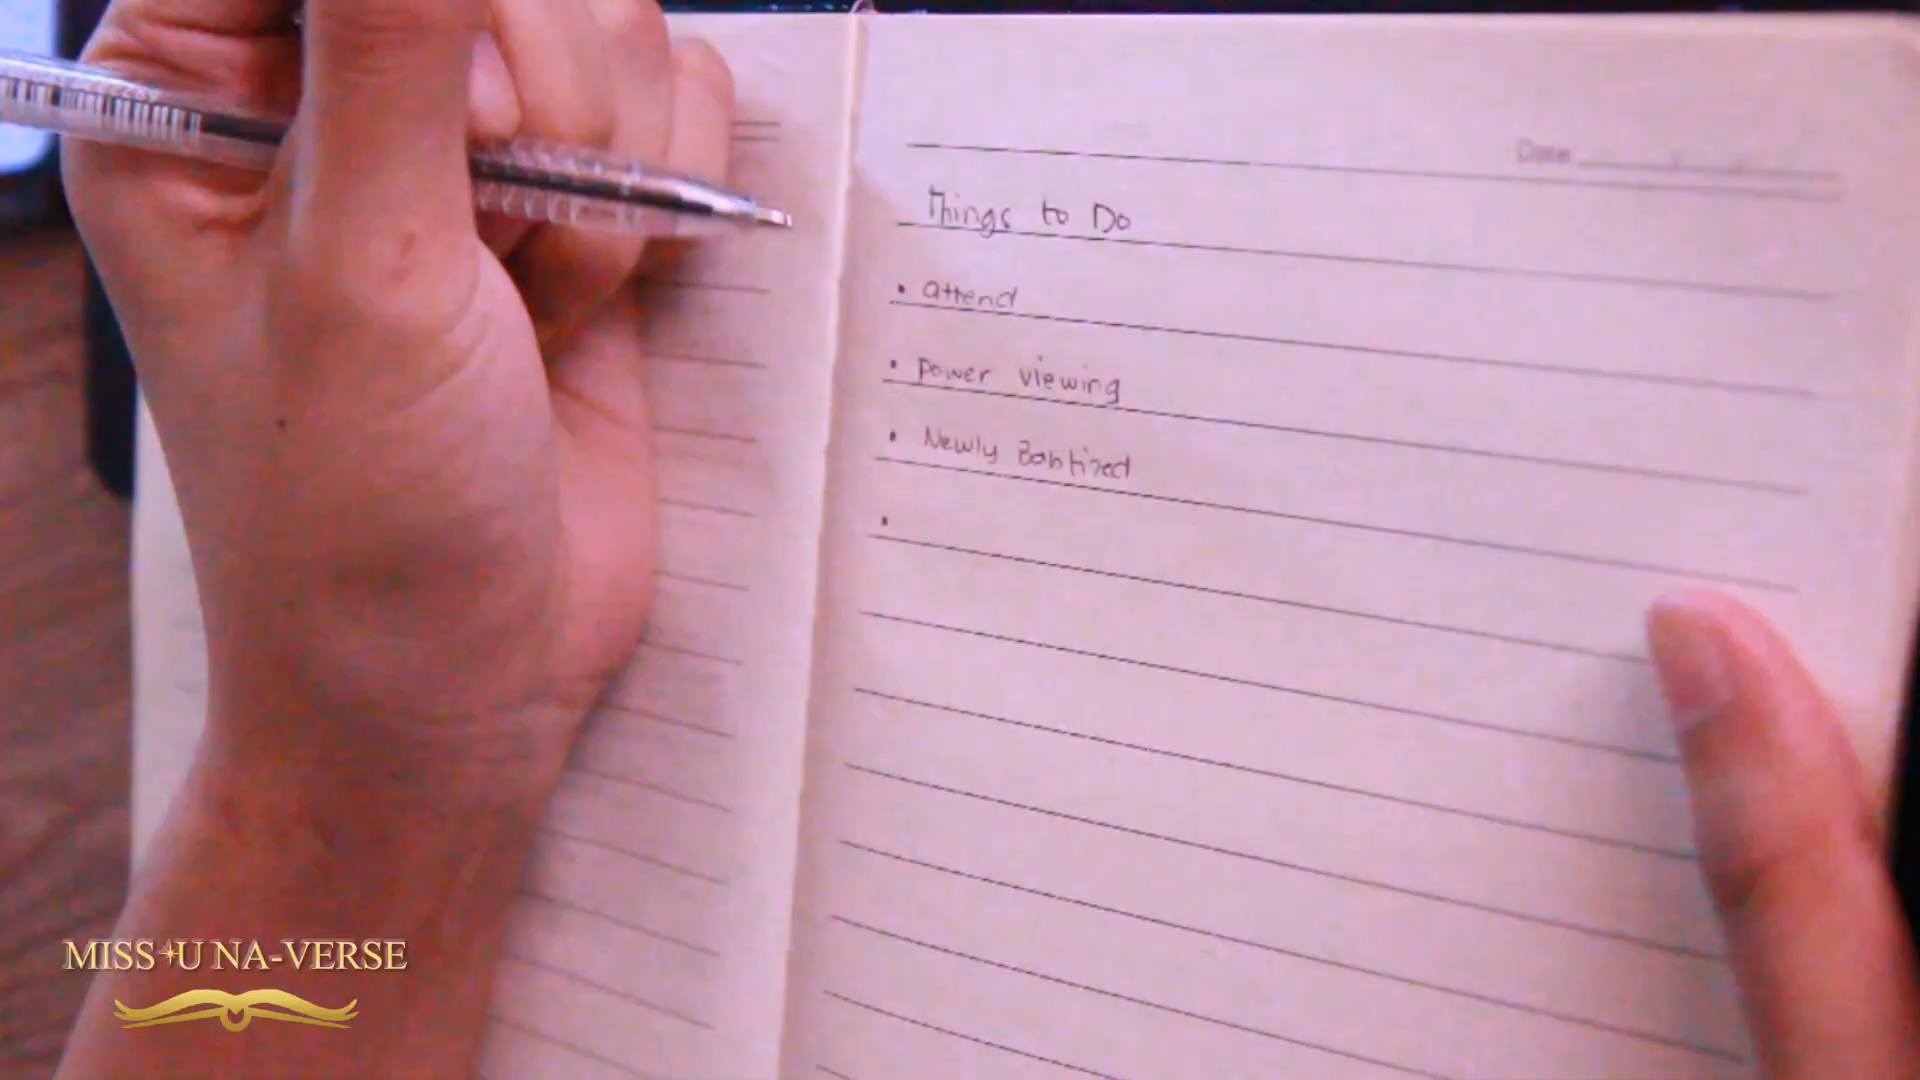 Date
Things to Do
• attend
• power viewing
• Newly Baptized
•
MISS U NA-VERSE